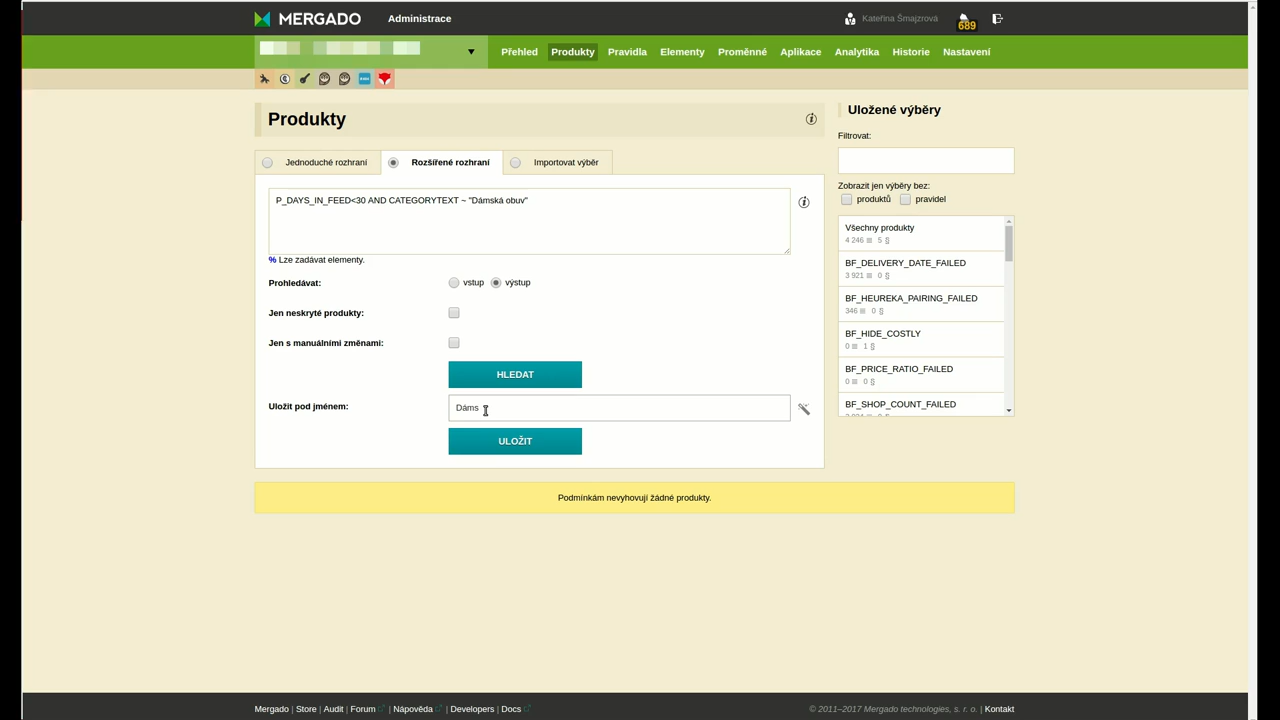 MERGADO
Administrace
Kateřina Šmajzrová
689
Přehled Produkty Pravidla Elementy Proměnné Aplikace Analytika Historie Nastavení
Produkty
Jednoduché rozhraní Rozšířené rozhraní Importovat výběr
P_DAYS_IN_FEED<30 AND CATEGORYTEXT ~ "Dámská obuv"
% Lze zadávat elementy.
Prohledávat: vstup výstup
Jen neskryté produkty:
Jen s manuálními změnami:
HLEDAT
Uložit pod jménem: Dáms
ULOŽIT
Podmínkám nevyhovují žádné produkty.
Uložené výběry
Filtrovat:
Zobrazit jen výběry bez:
produktů pravidel
Všechny produkty
4 246 5 §
BF_DELIVERY_DATE_FAILED
3 921 0 §
BF_HEUREKA_PAIRING_FAILED
346 0 §
BF_HIDE_COSTLY
0 1 §
BF_PRICE_RATIO_FAILED
0 0 §
BF_SHOP_COUNT_FAILED
Mergado | Store | Audit | Forum | Nápověda | Developers | Docs
© 2011–2017 Mergado technologies, s. r. o. | Kontakt